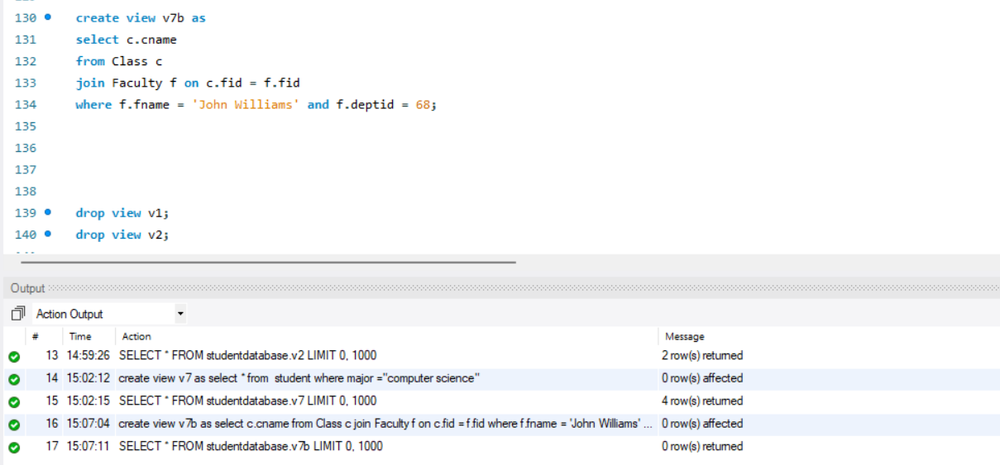 130 create view v7b as
131 select c.cname
132 from Class c
133 join Faculty f on c.fid = f.fid
134 where f.fname = 'John Williams' and f.deptid = 68;
135
136
137
138
139 drop view v1;
140 drop view v2;
Output
Action Output
# Time Action Message
13 14:59:26 SELECT * FROM studentdatabase.v2 LIMIT 0, 1000 2 row(s) returned
14 15:02:12 create view v7 as select * from student where major ="computer science" 0 row(s) affected
15 15:02:15 SELECT * FROM studentdatabase.v7 LIMIT 0, 1000 4 row(s) returned
16 15:07:04 create view v7b as select c.cname from Class c join Faculty f on c.fid = f.fid where f.fname = 'John Williams' ... 0 row(s) affected
17 15:07:11 SELECT * FROM studentdatabase.v7b LIMIT 0, 1000 0 row(s) returned